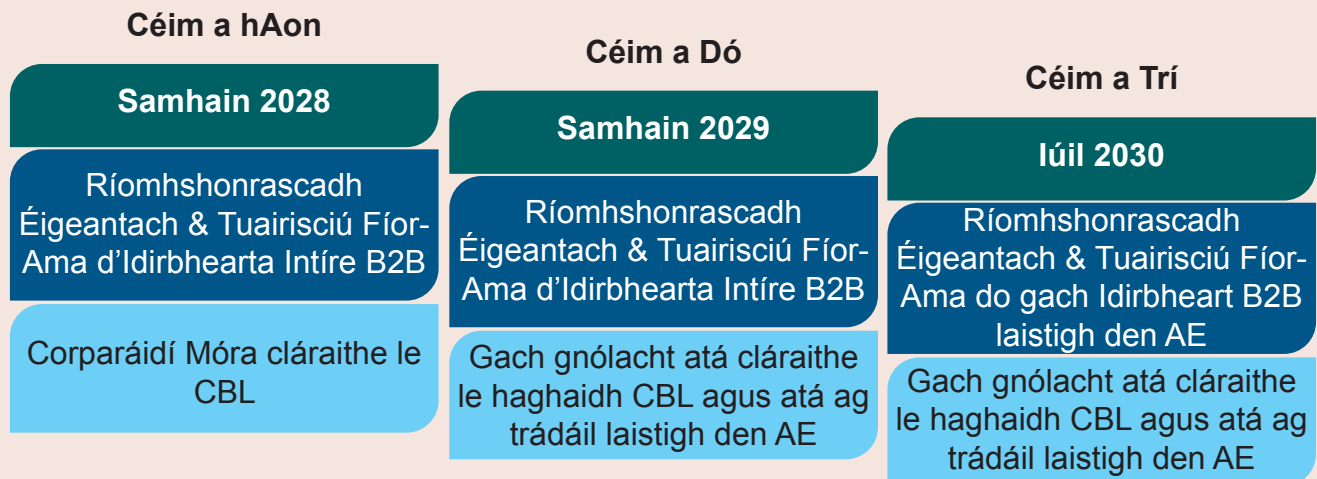 Céim a hAon
Samhain 2028
Ríomhshonrascadh
Éigeantach & Tuairisciú Fíor-
Ama d’Idirbhearta Intíre B2B
Corparáidí Móra cláraithe le
CBL
Céim a Dó
Samhain 2029
Ríomhshonrascadh
Éigeantach & Tuairisciú Fíor-
Ama d’Idirbhearta Intíre B2B
Gach gnólacht atá cláraithe
le haghaidh CBL agus atá ag
trádáil laistigh den AE
Céim a Trí
Iúil 2030
Ríomhshonrascadh
Éigeantach & Tuairisciú Fíor-
Ama do gach Idirbheart B2B
laistigh den AE
Gach gnólacht atá cláraithe
le haghaidh CBL agus atá ag
trádáil laistigh den AE